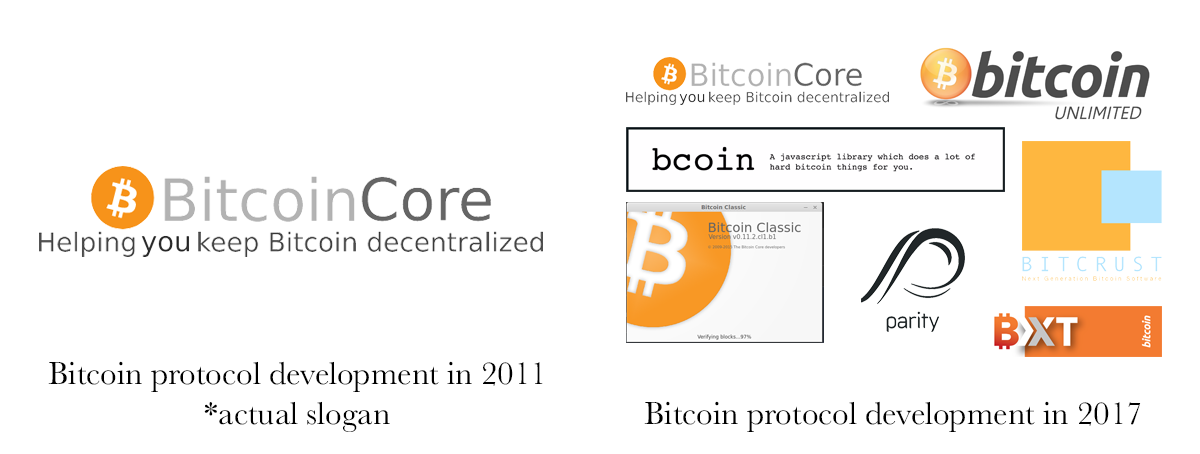 BitcoinCore
Helping you keep Bitcoin decentralized
Bitcoin protocol development in 2011
*actual slogan
BitcoinCore
Helping you keep Bitcoin decentralized
bitcoin
UNLIMITED
bcoin
A javascript library which does a lot of
hard bitcoin things for you.
Bitcoin Classic
Bitcoin Classic
Version v0.11.2.cl1.b1
Verifying blocks...97%
parity
BITCRUST
Next Generation Bitcoin Software
BXT
bitcoin
Bitcoin protocol development in 2017